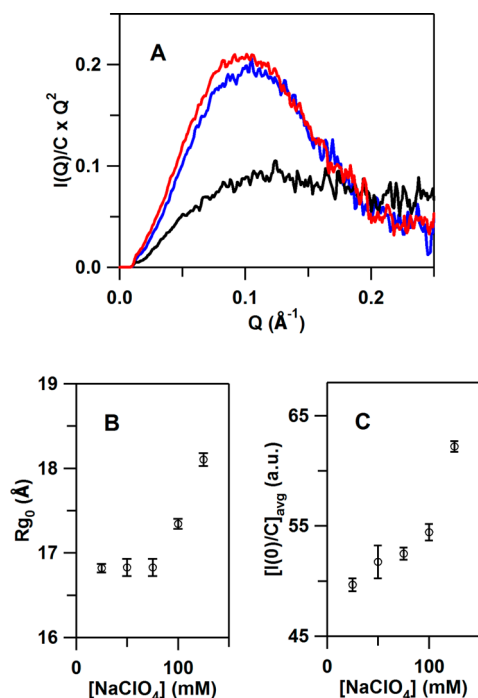 A
I(Q)/C x Q²
0.2
0.1
0.0
0.0
0.1
0.2
Q (Å⁻¹)
B
Rg₀ (Å)
19
18
17
16
0
100
[NaClO₄] (mM)
C
[I(0)/C]avg (a.u.)
65
55
45
0
100
[NaClO₄] (mM)